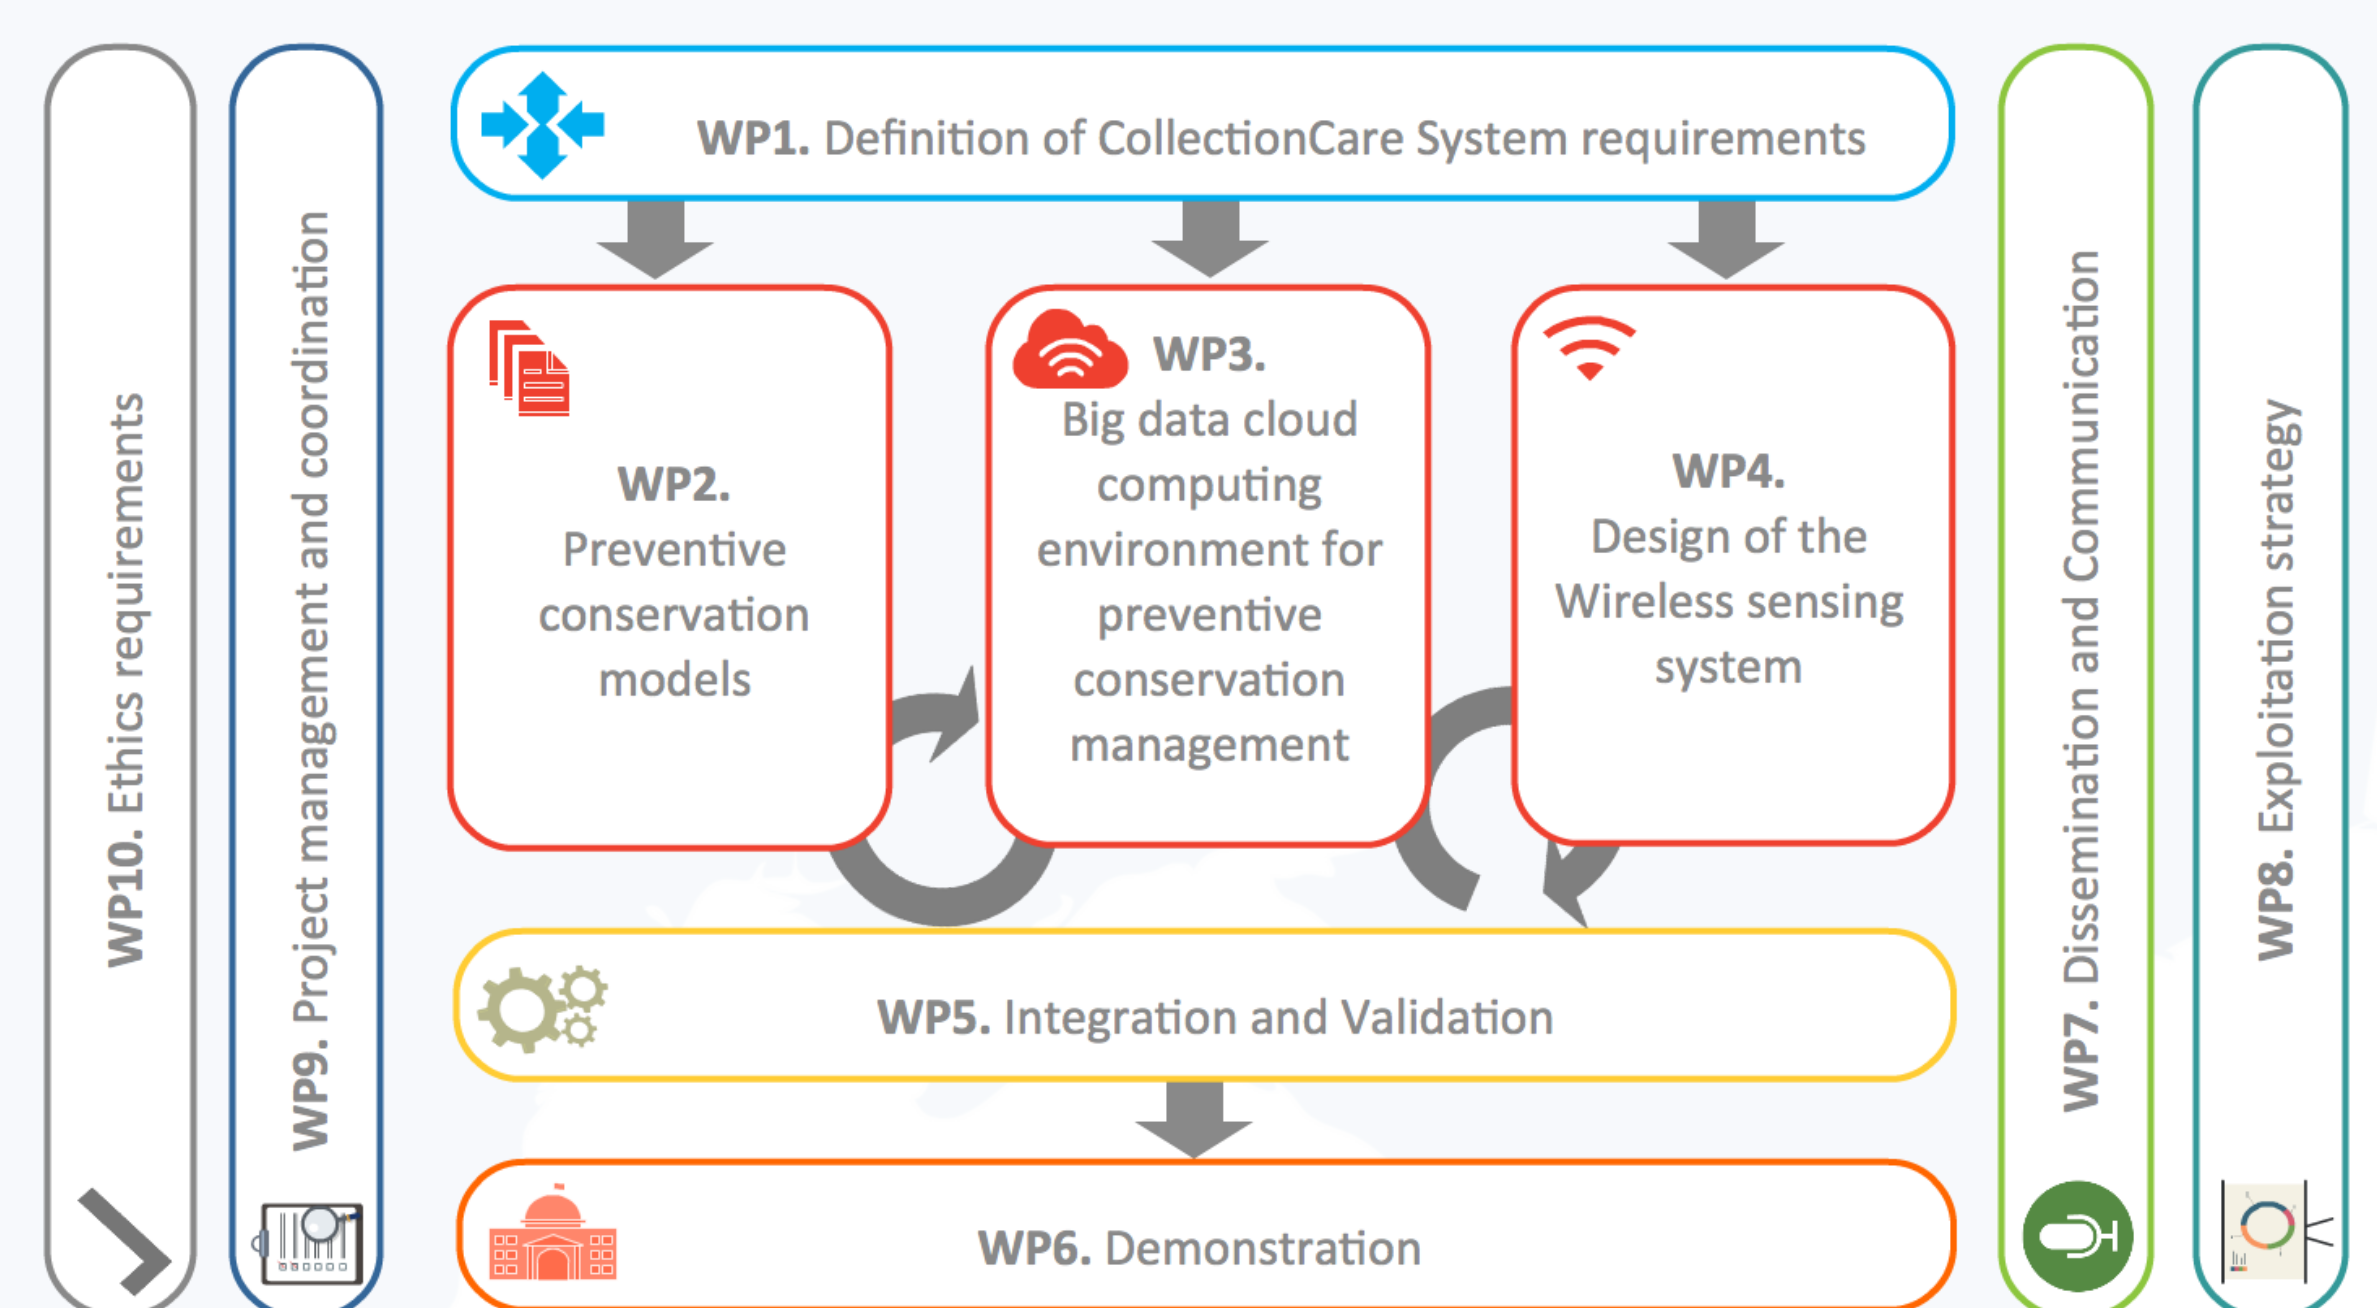 WP10. Ethics requirements
WP9. Project management and coordination
WP1. Definition of CollectionCare System requirements
WP2.
Preventive
conservation
models
WP3.
Big data cloud
computing
environment for
preventive
conservation
management
WP4.
Design of the
Wireless sensing
system
WP5. Integration and Validation
WP6. Demonstration
WP7. Dissemination and Communication
WP8. Exploitation strategy